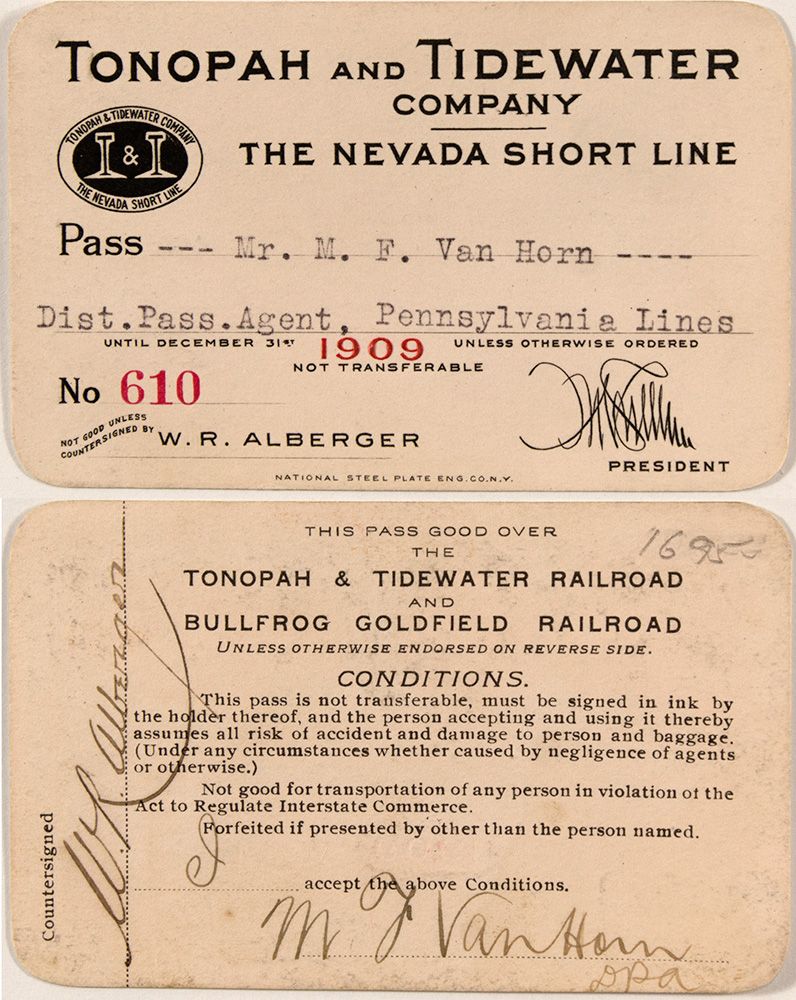 TONOPAH AND TIDEWATER
COMPANY
THE NEVADA SHORT LINE
TONOPAH & TIDEWATER COMPANY
T & T
THE NEVADA SHORT LINE
Pass --- Mr. M. F. Van Horn ----
Dist.Pass.Agent, Pennsylvania Lines
UNTIL DECEMBER 31ST 1909 UNLESS OTHERWISE ORDERED
NOT TRANSFERABLE
No 610
NOT GOOD UNLESS
COUNTERSIGNED BY W. R. ALBERGER
PRESIDENT
NATIONAL STEEL PLATE ENG.CO.N.Y.
THIS PASS GOOD OVER
THE
TONOPAH & TIDEWATER RAILROAD
AND
BULLFROG GOLDFIELD RAILROAD
UNLESS OTHERWISE ENDORSED ON REVERSE SIDE.
CONDITIONS.
This pass is not transferable, must be signed in ink by
the holder thereof, and the person accepting and using it thereby
assumes all risk of accident and damage to person and baggage.
(Under any circumstances whether caused by negligence of agents
or otherwise.)
Not good for transportation of any person in violation of the
Act to Regulate Interstate Commerce.
Forfeited if presented by other than the person named.
I accept the above Conditions.
M F Van Horn
DPA
Countersigned
W. R. Alberger